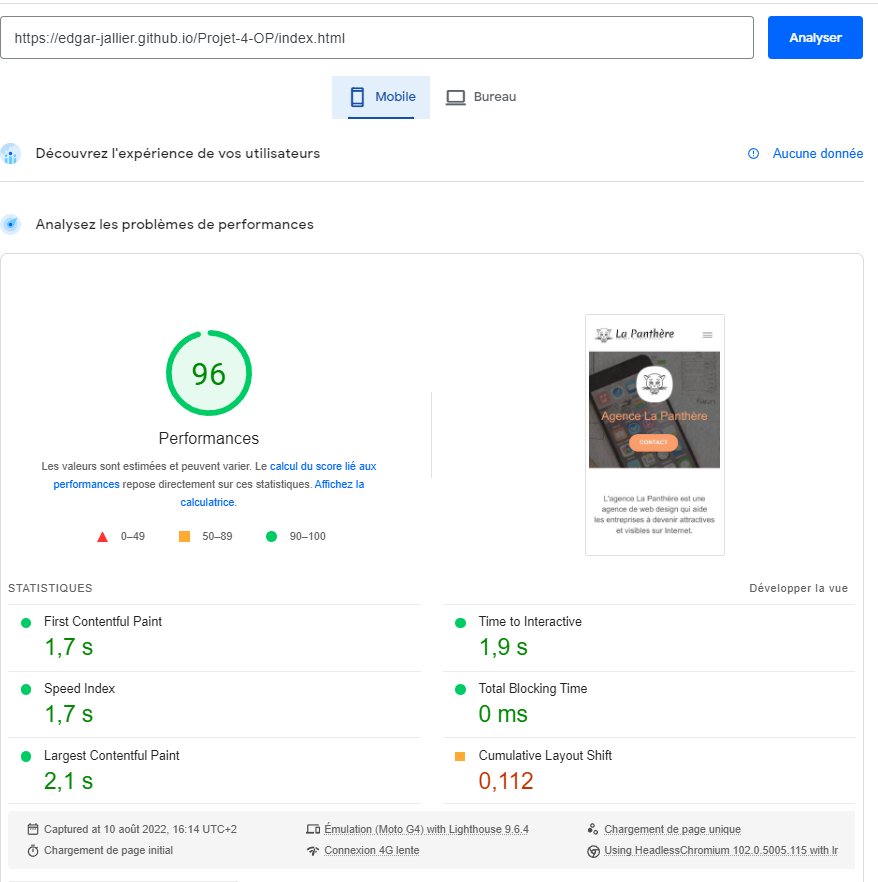 https://edgar-jallier.github.io/Projet-4-OP/index.html
Analyser
Mobile
Bureau
Découvrez l'expérience de vos utilisateurs
Aucune donnée
Analysez les problèmes de performances
96
Performances
Les valeurs sont estimées et peuvent varier. Le calcul du score lié aux
performances repose directement sur ces statistiques. Affichez la
calculatrice.
0–49
50–89
90–100
La Panthère
Agence La Panthère
CONTACT
L'agence La Panthère est une
agence de web design qui aide
les entreprises à devenir attractives
et visibles sur Internet.
STATISTIQUES
Développer la vue
First Contentful Paint
1,7 s
Time to Interactive
1,9 s
Speed Index
1,7 s
Total Blocking Time
0 ms
Largest Contentful Paint
2,1 s
Cumulative Layout Shift
0,112
Captured at 10 août 2022, 16:14 UTC+2
Émulation (Moto G4) with Lighthouse 9.6.4
Chargement de page unique
Chargement de page initial
Connexion 4G lente
Using HeadlessChromium 102.0.5005.115 with lr